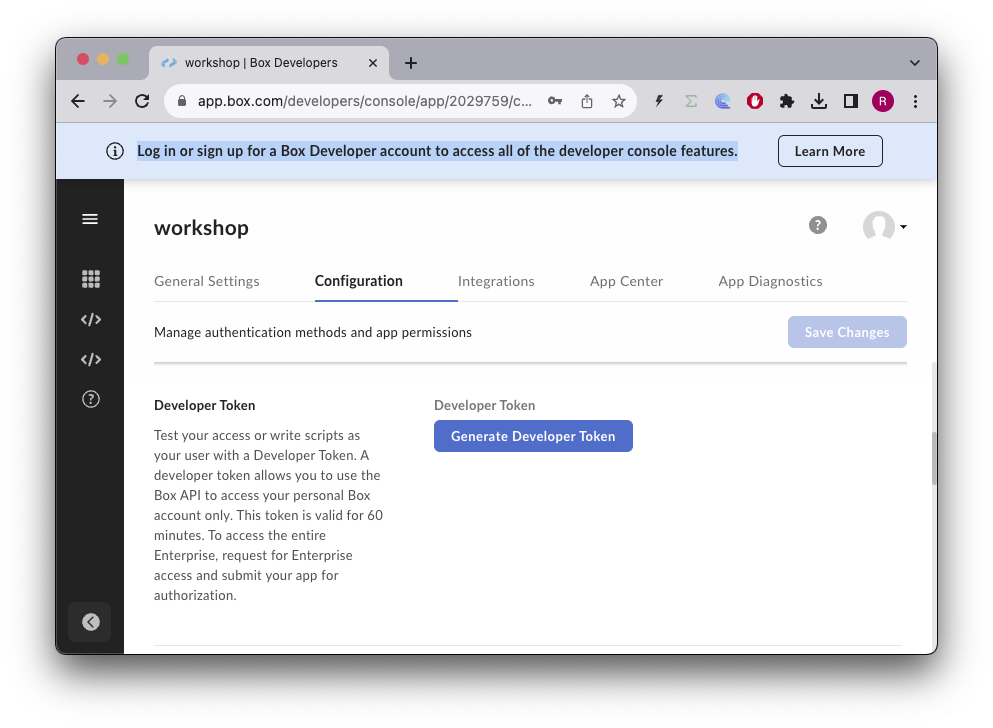 workshop | Box Developers
app.box.com/developers/console/app/2029759/c...
R
Log in or sign up for a Box Developer account to access all of the developer console features.
Learn More
workshop
General Settings
Configuration
Integrations
App Center
App Diagnostics
Manage authentication methods and app permissions
Save Changes
Developer Token
Test your access or write scripts as
your user with a Developer Token. A
developer token allows you to use the
Box API to access your personal Box
account only. This token is valid for 60
minutes. To access the entire
Enterprise, request for Enterprise
access and submit your app for
authorization.
Developer Token
Generate Developer Token